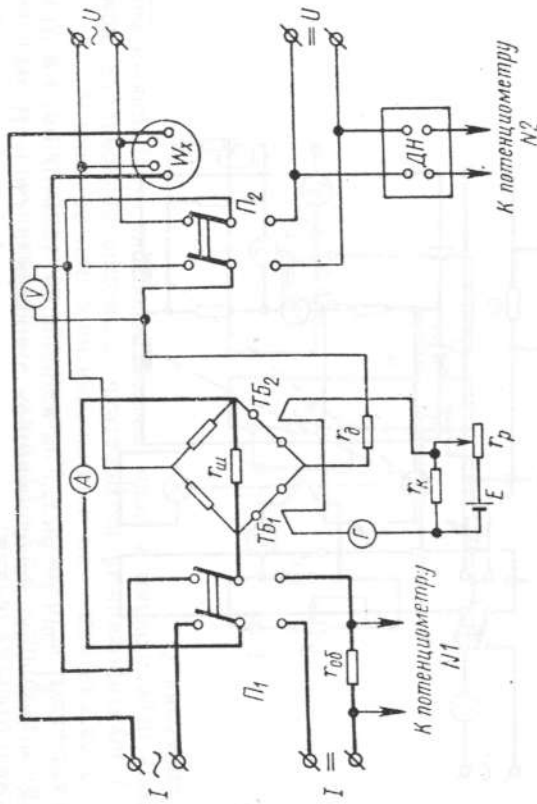 ~ U
= U
Wx
П2
V
ДН
К потенциометру
N2
A
ТБ2
rш
ТБ1
rд
rк
rр
E
Г
П1
rоб
К потенциометру
N1
I ~
I =